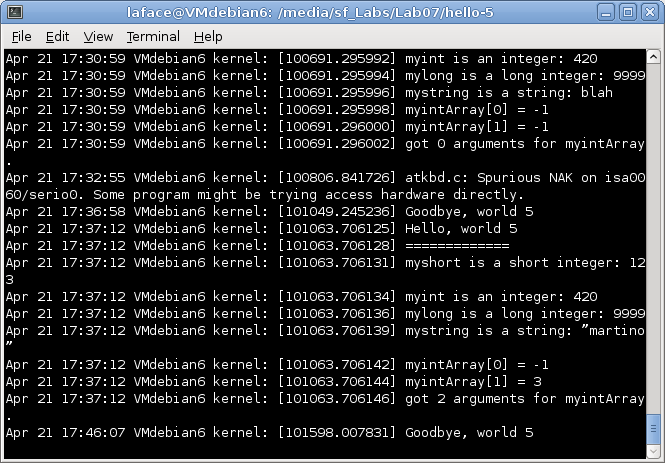 laface@VMdebian6: /media/sf_Labs/Lab07/hello-5
File Edit View Terminal Help
Apr 21 17:30:59 VMdebian6 kernel: [100691.295992] myint is an integer: 420
Apr 21 17:30:59 VMdebian6 kernel: [100691.295994] mylong is a long integer: 9999
Apr 21 17:30:59 VMdebian6 kernel: [100691.295996] mystring is a string: blah
Apr 21 17:30:59 VMdebian6 kernel: [100691.295998] myintArray[0] = -1
Apr 21 17:30:59 VMdebian6 kernel: [100691.296000] myintArray[1] = -1
Apr 21 17:30:59 VMdebian6 kernel: [100691.296002] got 0 arguments for myintArray
.
Apr 21 17:32:55 VMdebian6 kernel: [100806.841726] atkbd.c: Spurious NAK on isa00
60/serio0. Some program might be trying access hardware directly.
Apr 21 17:36:58 VMdebian6 kernel: [101049.245236] Goodbye, world 5
Apr 21 17:37:12 VMdebian6 kernel: [101063.706125] Hello, world 5
Apr 21 17:37:12 VMdebian6 kernel: [101063.706128] =============
Apr 21 17:37:12 VMdebian6 kernel: [101063.706131] myshort is a short integer: 12
3
Apr 21 17:37:12 VMdebian6 kernel: [101063.706134] myint is an integer: 420
Apr 21 17:37:12 VMdebian6 kernel: [101063.706136] mylong is a long integer: 9999
Apr 21 17:37:12 VMdebian6 kernel: [101063.706139] mystring is a string: ”martino
”
Apr 21 17:37:12 VMdebian6 kernel: [101063.706142] myintArray[0] = -1
Apr 21 17:37:12 VMdebian6 kernel: [101063.706144] myintArray[1] = 3
Apr 21 17:37:12 VMdebian6 kernel: [101063.706146] got 2 arguments for myintArray
.
Apr 21 17:46:07 VMdebian6 kernel: [101598.007831] Goodbye, world 5